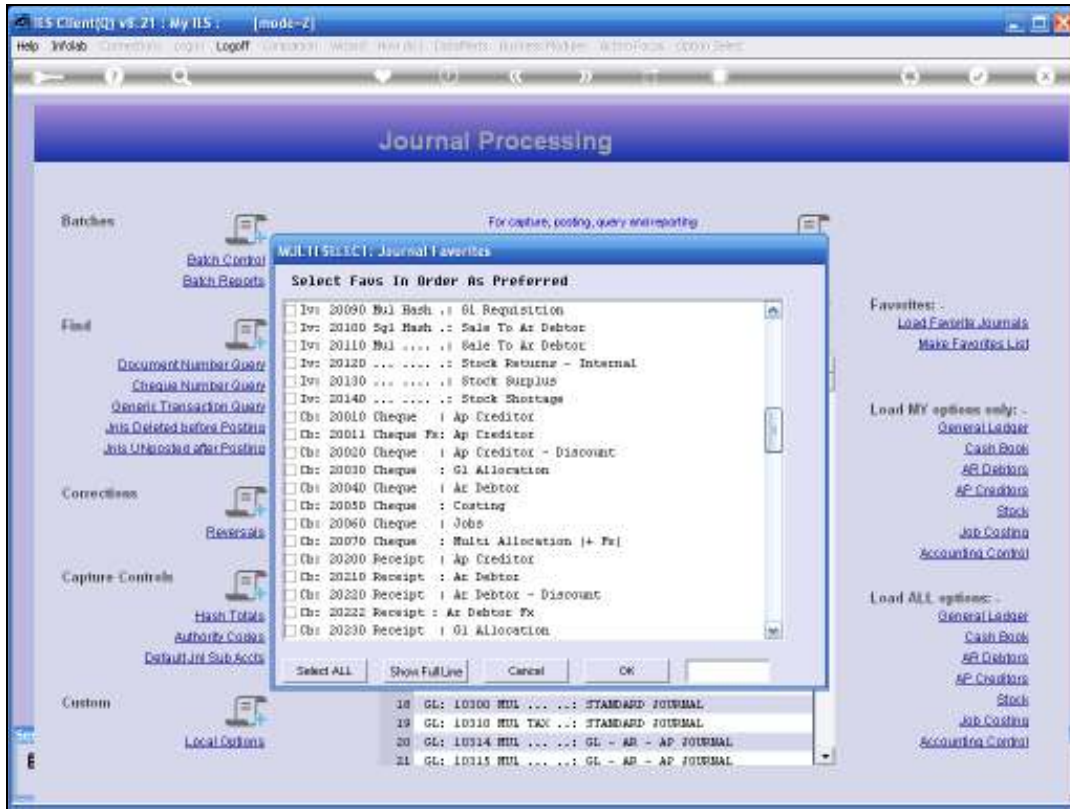 IES Client(Q) v8.21 : My IES : [mode-2]
Help Infolab Logoff
Journal Processing
Batches
For capture, posting, query and reporting
Batch Control
Batch Reports
Find
Document Number Query
Cheque Number Query
Generic Transaction Query
Jnls Deleted before Posting
Jnls UNposted after Posting
Corrections
Reversals
Capture Controls
Hash Totals
Authority Codes
Default Jnl Sub Accts
Custom
Local Options
MULTI SELECT: Journal Favorites
Select Favs In Order As Preferred
Iv: 20090 Mul Hash .: Gl Requisition
Iv: 20100 Sgl Hash .: Sale To Ar Debtor
Iv: 20110 Mul .... .: Sale To Ar Debtor
Iv: 20120 ... .... .: Stock Returns - Internal
Iv: 20130 ... .... .: Stock Surplus
Iv: 20140 ... .... .: Stock Shortage
Cb: 20010 Cheque : Ap Creditor
Cb: 20011 Cheque Fx: Ap Creditor
Cb: 20020 Cheque : Ap Creditor - Discount
Cb: 20030 Cheque : Gl Allocation
Cb: 20040 Cheque : Ar Debtor
Cb: 20050 Cheque : Costing
Cb: 20060 Cheque : Jobs
Cb: 20070 Cheque : Multi Allocation (+ Fx)
Cb: 20200 Receipt : Ap Creditor
Cb: 20210 Receipt : Ar Debtor
Cb: 20220 Receipt : Ar Debtor - Discount
Cb: 20222 Receipt : Ar Debtor Fx
Cb: 20230 Receipt : Gl Allocation
Select ALL Show Full Line Cancel OK
18 GL: 10300 MUL ... ..: STANDARD JOURNAL
19 GL: 10310 MUL TAX ..: STANDARD JOURNAL
20 GL: 10314 MUL ... ..: GL - AR - AP JOURNAL
21 GL: 10315 MUL ... ..: GL - AR - AP JOURNAL
Favorites: -
Load Favorite Journals
Make Favorites List
Load MY options only: -
General Ledger
Cash Book
AR Debtors
AP Creditors
Stock
Job Costing
Accounting Control
Load ALL options: -
General Ledger
Cash Book
AR Debtors
AP Creditors
Stock
Job Costing
Accounting Control